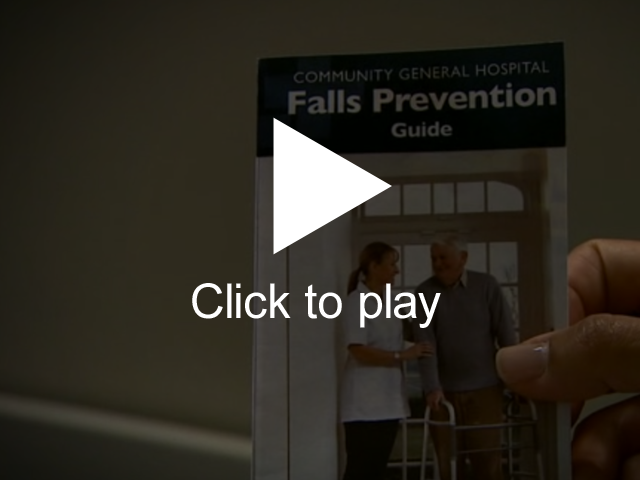 COMMUNITY GENERAL HOSPITAL
Falls Prevention
Guide
Click to play